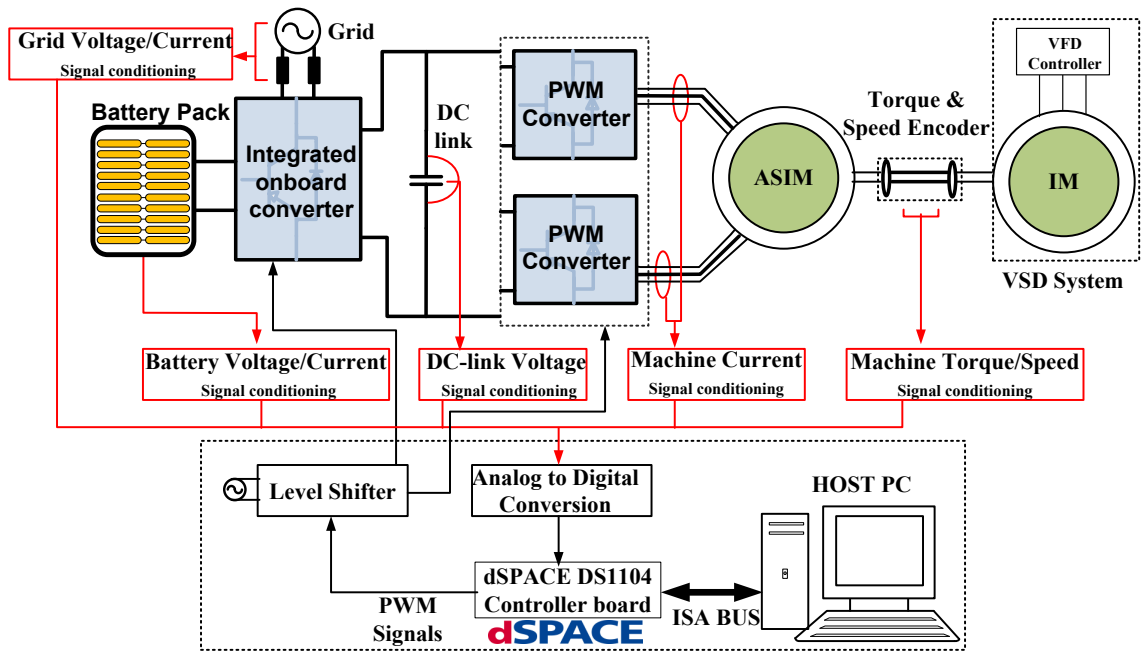 Grid Voltage/Current
Signal conditioning
Grid
VFD
Controller
Battery Pack
DC
link
PWM
Converter
Torque &
Speed Encoder
Integrated
onboard
converter
ASIM
IM
PWM
Converter
VSD System
Battery Voltage/Current
Signal conditioning
DC-link Voltage
Signal conditioning
Machine Current
Signal conditioning
Machine Torque/Speed
Signal conditioning
Level Shifter
Analog to Digital
Conversion
HOST PC
dSPACE DS1104
Controller board
PWM
Signals
ISA BUS
dSPACE